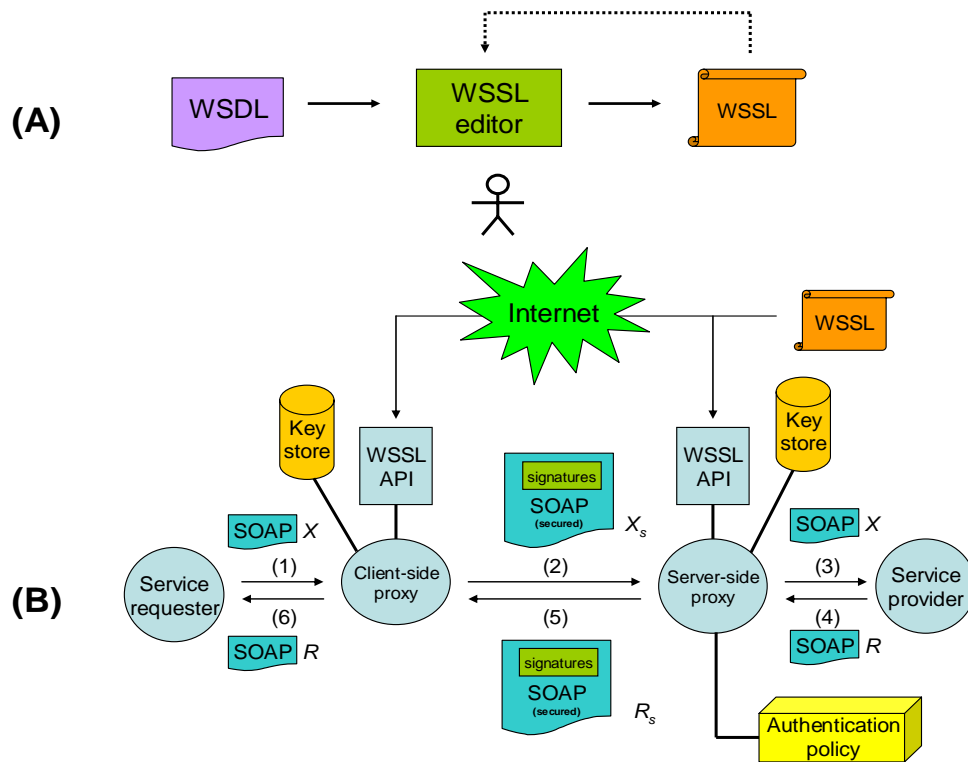 (A)
WSDL
WSSL
editor
WSSL
Internet
WSSL
Key
store
WSSL
API
signatures
SOAP
(secured)
Xs
WSSL
API
Key
store
SOAP X
(1)
Service
requester
(6)
SOAP R
Client-side
proxy
(2)
(5)
signatures
SOAP
(secured)
Rs
Server-side
proxy
SOAP X
(3)
(4)
SOAP R
Service
provider
(B)
Authentication
policy